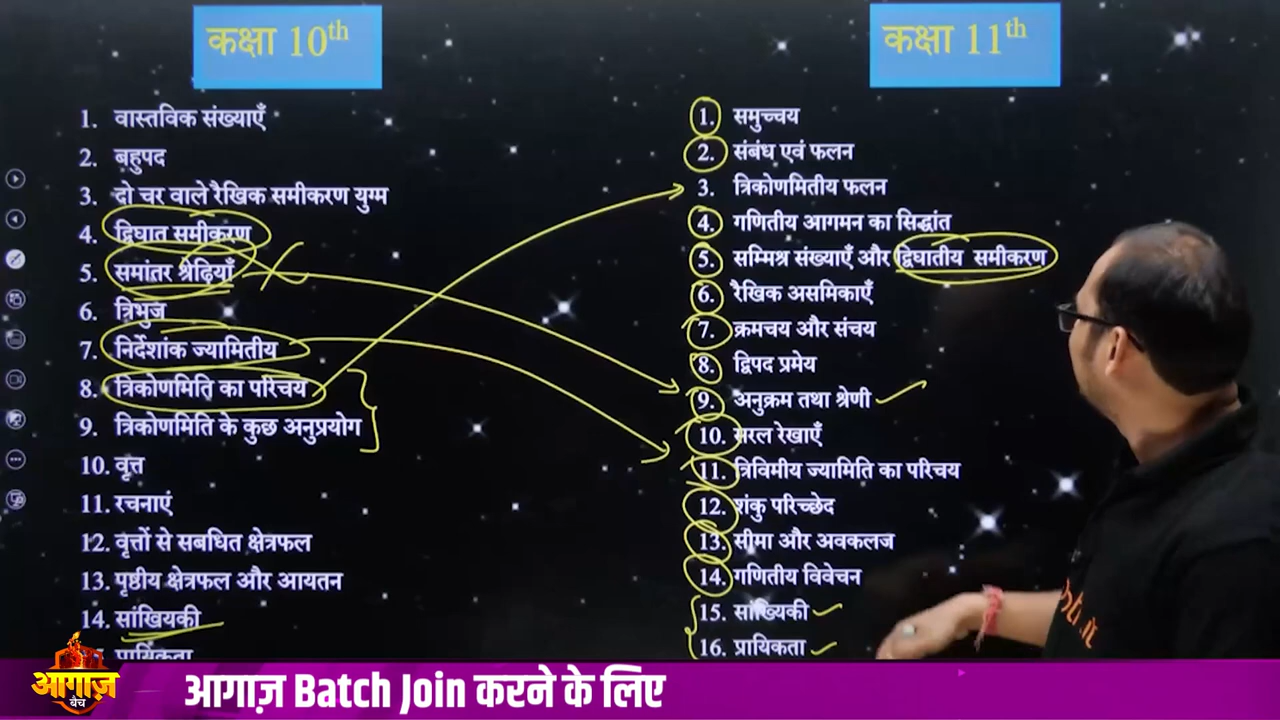 कक्षा 10th
1. वास्तविक संख्याएँ
2. बहुपद
3. दो चर वाले रैखिक समीकरण युग्म
4. द्विघात समीकरण
5. समांतर श्रेढ़ियाँ
6. त्रिभुज
7. निर्देशांक ज्यामितीय
8. त्रिकोणमिति का परिचय
9. त्रिकोणमिति के कुछ अनुप्रयोग
10. वृत्त
11. रचनाएं
12. वृत्तों से सबधित क्षेत्रफल
13. पृष्ठीय क्षेत्रफल और आयतन
14. सांखियकी
कक्षा 11th
1. समुच्चय
2. संबंध एवं फलन
3. त्रिकोणमितीय फलन
4. गणितीय आगमन का सिद्धांत
5. सम्मिश्र संख्याएँ और द्विघातीय समीकरण
6. रैखिक असमिकाएँ
7. क्रमचय और संचय
8. द्विपद प्रमेय
9. अनुक्रम तथा श्रेणी
10. सरल रेखाएँ
11. त्रिविमीय ज्यामिति का परिचय
12. शंकु परिच्छेद
13. सीमा और अवकलज
14. गणितीय विवेचन
15. सांख्यिकी
16. प्रायिकता
आगाज़
बैच
आगाज़ Batch Join करने के लिए